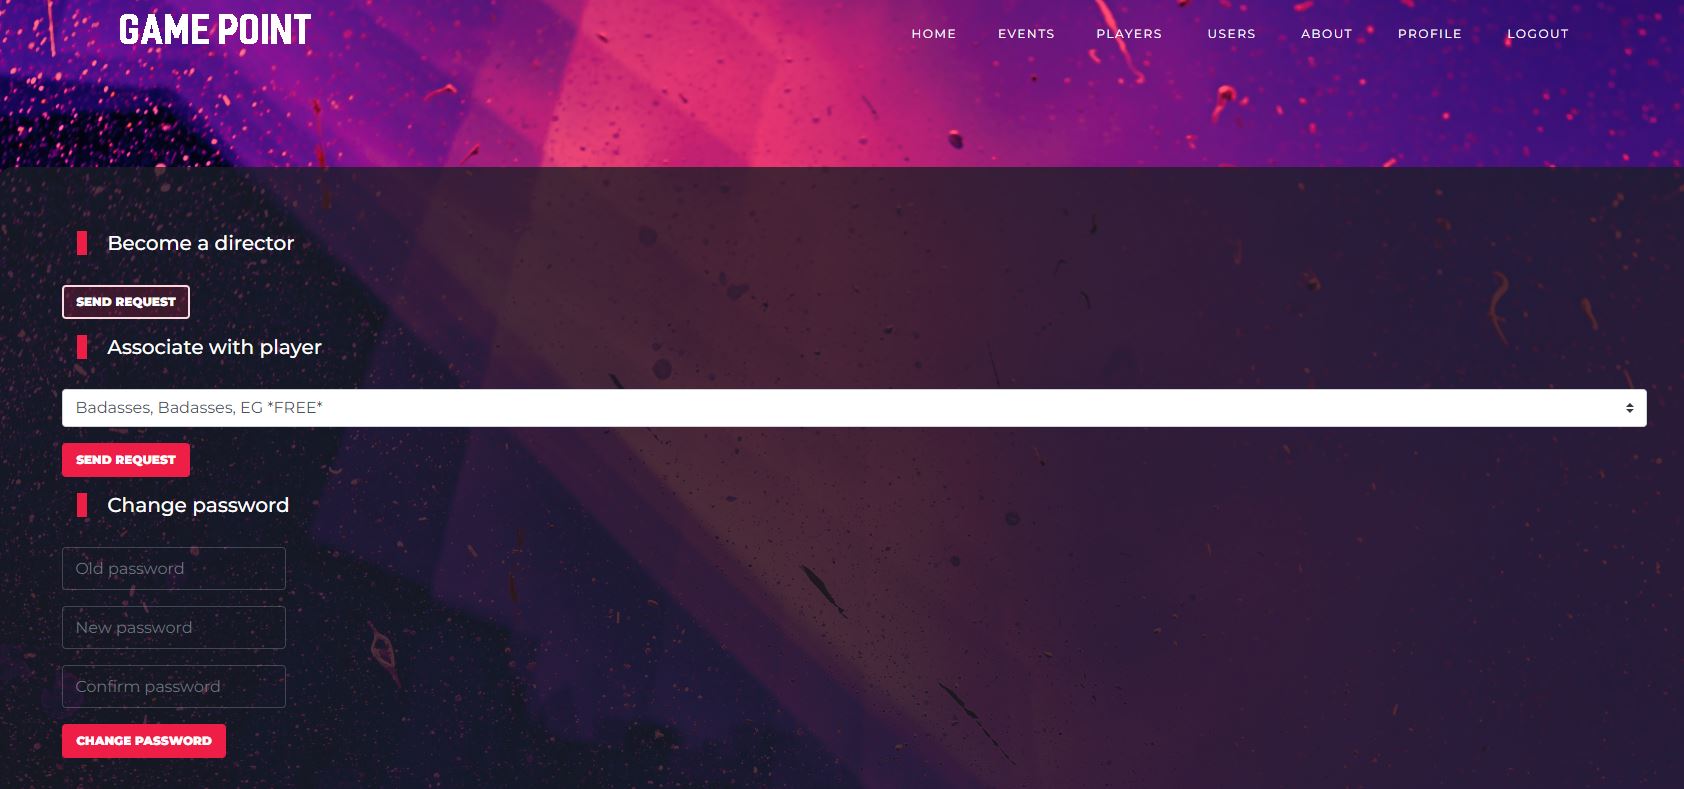 GAME POINT
HOME EVENTS PLAYERS USERS ABOUT PROFILE LOGOUT
Become a director
SEND REQUEST
Associate with player
Badasses, Badasses, EG *FREE*
SEND REQUEST
Change password
Old password
New password
Confirm password
CHANGE PASSWORD